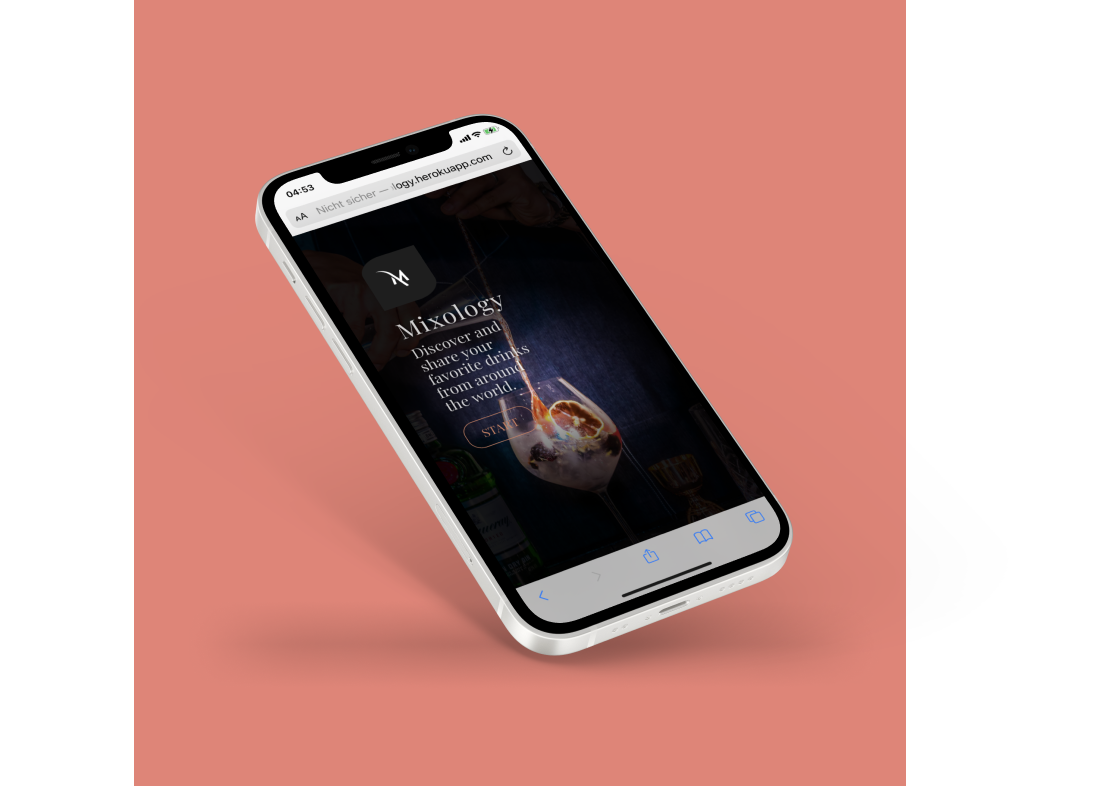 04:53
AA Nicht sicher — logy.herokuapp.com
Mixology
Discover and
share your
favorite drinks
from around
the world.
START